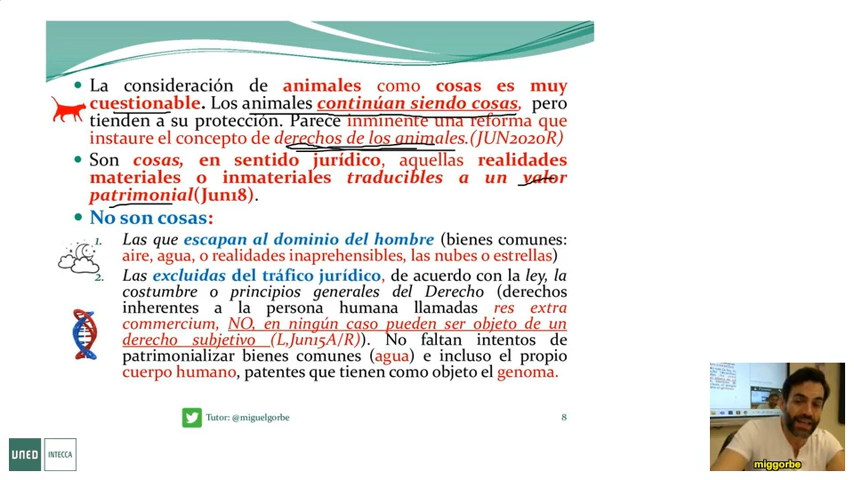 La consideración de animales como cosas es muy
cuestionable. Los animales continúan siendo cosas, pero
tienden a su protección. Parece inminente una reforma que
instaure el concepto de derechos de los animales.(JUN2020R)
Son cosas, en sentido jurídico, aquellas realidades
materiales o inmateriales traducibles a un valor
patrimonial(Jun18).
No son cosas:
1. Las que escapan al dominio del hombre (bienes comunes:
aire, agua, o realidades inaprehensibles, las nubes o estrellas)
2. Las excluidas del tráfico jurídico, de acuerdo con la ley, la
costumbre o principios generales del Derecho (derechos
inherentes a la persona humana llamadas res extra
commercium, NO, en ningún caso pueden ser objeto de un
derecho subjetivo (L,Jun15A/R)). No faltan intentos de
patrimonializar bienes comunes (agua) e incluso el propio
cuerpo humano, patentes que tienen como objeto el genoma.
Tutor: @miguelgorbe
8
UNED INTECCA
miggorbe